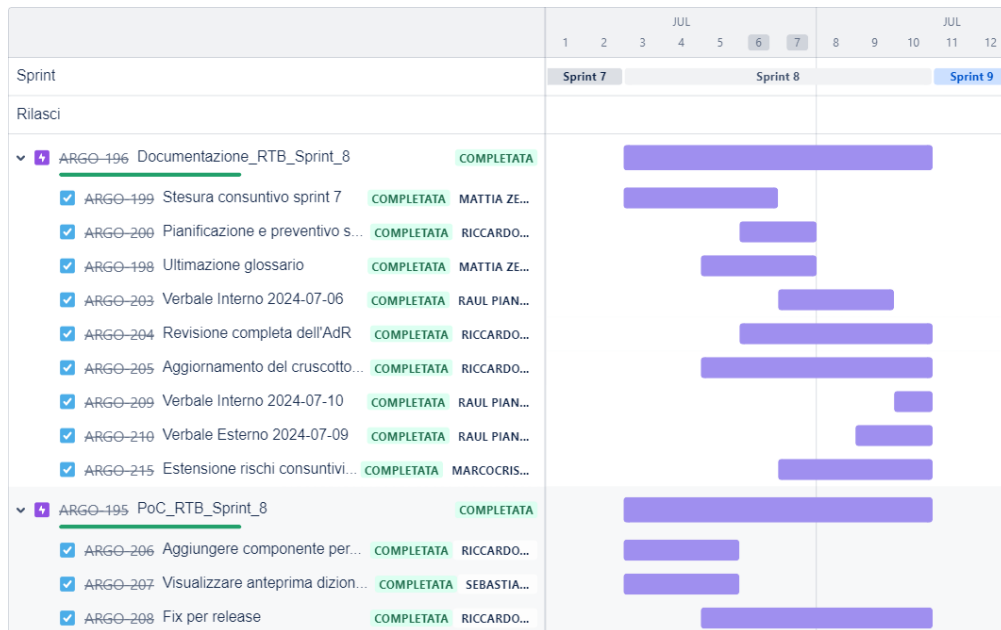 JUL JUL
1 2 3 4 5 6 7 8 9 10 11 12
Sprint Sprint 7 Sprint 8 Sprint 9
Rilasci
ARGO-196 Documentazione_RTB_Sprint_8 COMPLETATA
ARGO-199 Stesura consuntivo sprint 7 COMPLETATA MATTIA ZE...
ARGO-200 Pianificazione e preventivo s... COMPLETATA RICCARDO...
ARGO-198 Ultimazione glossario COMPLETATA MATTIA ZE...
ARGO-203 Verbale Interno 2024-07-06 COMPLETATA RAUL PIAN...
ARGO-204 Revisione completa dell'AdR COMPLETATA RICCARDO...
ARGO-205 Aggiornamento del cruscotto... COMPLETATA RICCARDO...
ARGO-209 Verbale Interno 2024-07-10 COMPLETATA RAUL PIAN...
ARGO-210 Verbale Esterno 2024-07-09 COMPLETATA RAUL PIAN...
ARGO-215 Estensione rischi consuntivi... COMPLETATA MARCOCRIS...
ARGO-195 PoC_RTB_Sprint_8 COMPLETATA
ARGO-206 Aggiungere componente per... COMPLETATA RICCARDO...
ARGO-207 Visualizzare anteprima dizion... COMPLETATA SEBASTIA...
ARGO-208 Fix per release COMPLETATA RICCARDO...